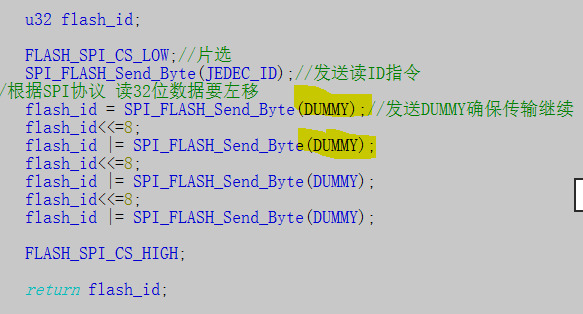 u32 flash_id;
FLASH_SPI_CS_LOW;//片选
SPI_FLASH_Send_Byte(JEDEC_ID);//发送读ID指令
/根据SPI协议 读32位数据要左移
flash_id = SPI_FLASH_Send_Byte(DUMMY);//发送DUMMY确保传输继续
flash_id<<=8;
flash_id |= SPI_FLASH_Send_Byte(DUMMY);
flash_id<<=8;
flash_id |= SPI_FLASH_Send_Byte(DUMMY);
flash_id<<=8;
flash_id |= SPI_FLASH_Send_Byte(DUMMY);
FLASH_SPI_CS_HIGH;
return flash_id;